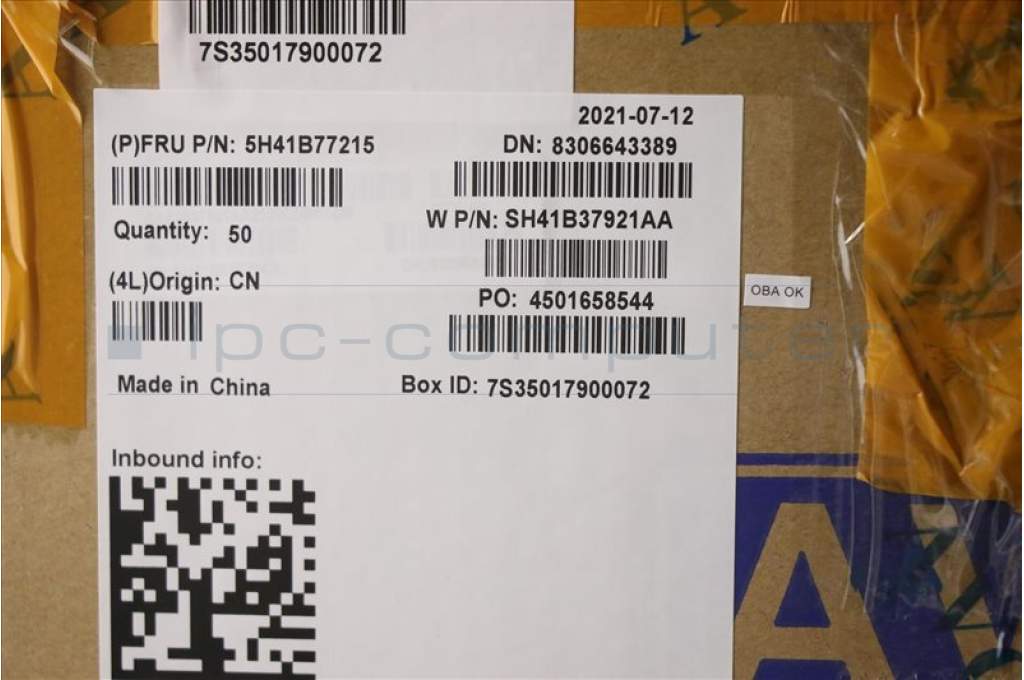 7S35017900072
2021-07-12
(P)FRU P/N: 5H41B77215
DN: 8306643389
W P/N: SH41B37921AA
Quantity: 50
(4L)Origin: CN
PO: 4501658544
OBA OK
ipc-computer
Made in China
Box ID: 7S35017900072
Inbound info:
A